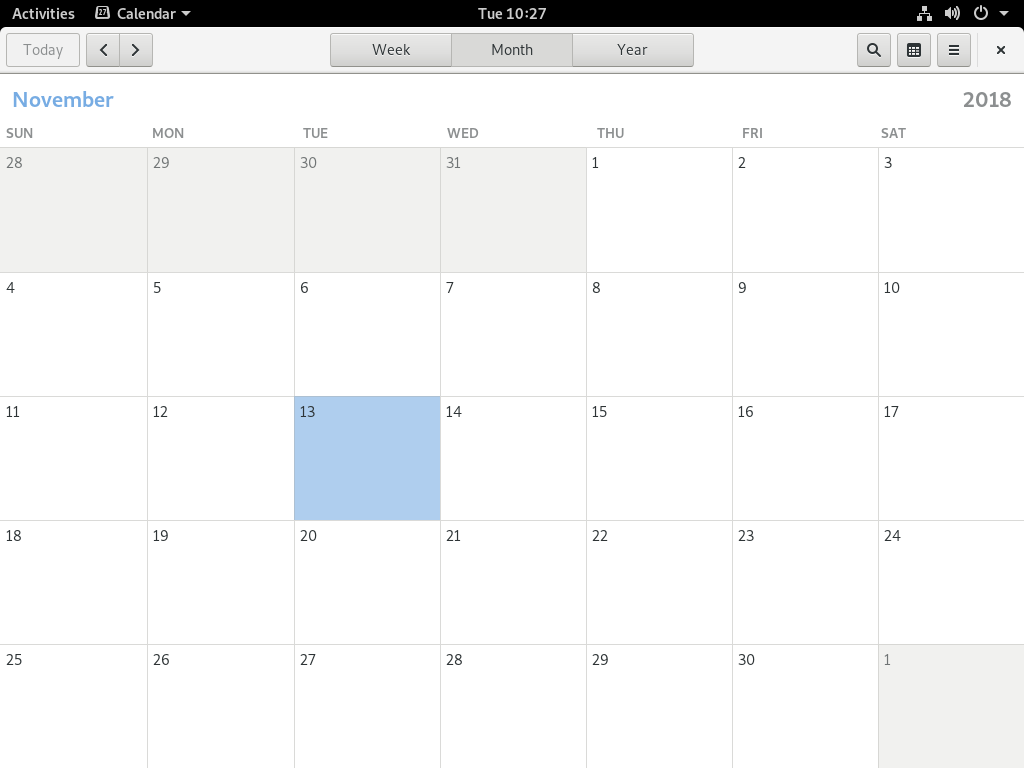 Activities 27 Calendar Tue 10:27
Today Week Month Year
November 2018
SUN MON TUE WED THU FRI SAT
28 29 30 31 1 2 3
4 5 6 7 8 9 10
11 12 13 14 15 16 17
18 19 20 21 22 23 24
25 26 27 28 29 30 1